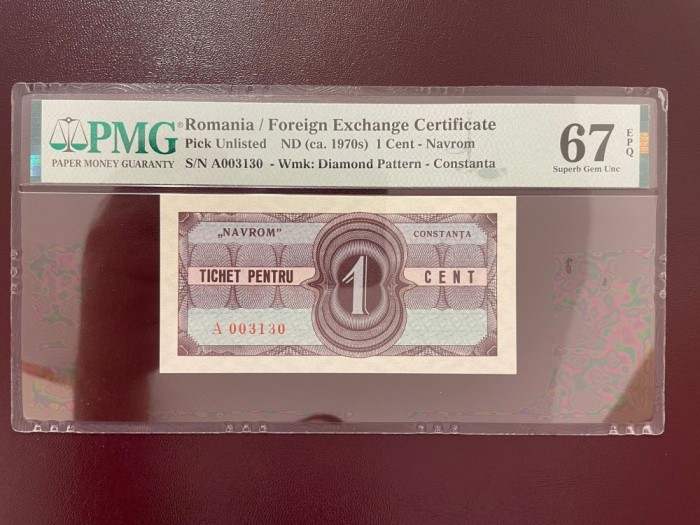 PMG
PAPER MONEY GUARANTY
Romania / Foreign Exchange Certificate
Pick Unlisted ND (ca. 1970s) 1 Cent - Navrom
S/N A003130 - Wmk: Diamond Pattern - Constanta
67
EPQ
Superb Gem Unc
„NAVROM” CONSTANŢA
TICHET PENTRU 1 CENT
A 003130